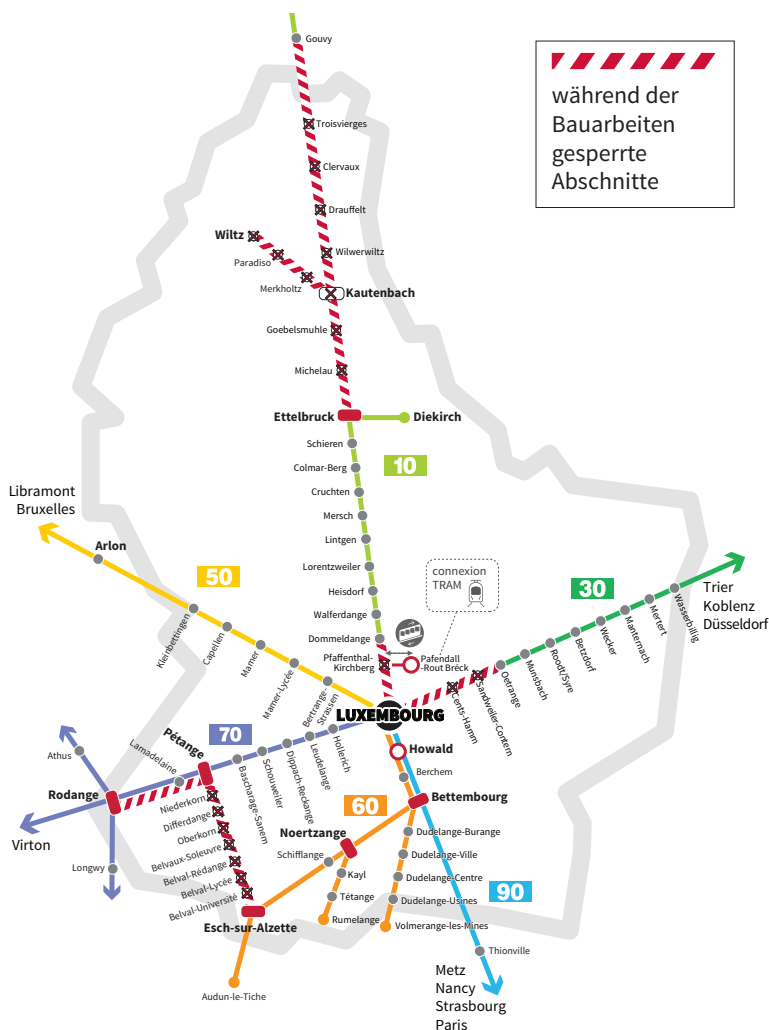 Gouvy
während der
Bauarbeiten
gesperrte
Abschnitte
Troisvierges
Clervaux
Drauffelt
Wiltz
Wilwerwiltz
Paradiso
Merkholtz
Kautenbach
Goebelsmuhle
Michelau
Ettelbruck
Diekirch
Schieren
10
Colmar-Berg
Cruchten
Mersch
Lintgen
Lorentzweiler
Heisdorf
Walferdange
Dommeldange
Pfaffenthal-
Kirchberg
connexion
TRAM
Pafendall
-Rout Bréck
Libramont
Bruxelles
Arlon
50
Kleinbettingen
Capellen
Mamer
Mamer-Lycée
Bertrange-
Strassen
30
Trier
Koblenz
Düsseldorf
Wasserbillig
Mertert
Manternach
Wecker
Betzdorf
Roodt/Syre
Munsbach
Oetrange
Sandweiler-Contern
Cents-Hamm
LUXEMBOURG
70
Athus
Lamadelaine
Pétange
Rodange
Virton
Longwy
Hollerich
Leudelange
Dippach-Reckange
Schouweiler
Bascharage-Sanem
Niederkorn
Differdange
Oberkorn
Belvaux-Soleuvre
Belval-Rédange
Belval-Lycée
Belval-Université
Esch-sur-Alzette
Audun-le-Tiche
Howald
Berchem
Bettembourg
60
Noertzange
Schifflange
Kayl
Tétange
Rumelange
Dudelange-Burange
Dudelange-Ville
Dudelange-Centre
Dudelange-Usines
Volmerange-les-Mines
90
Thionville
Metz
Nancy
Strasbourg
Paris